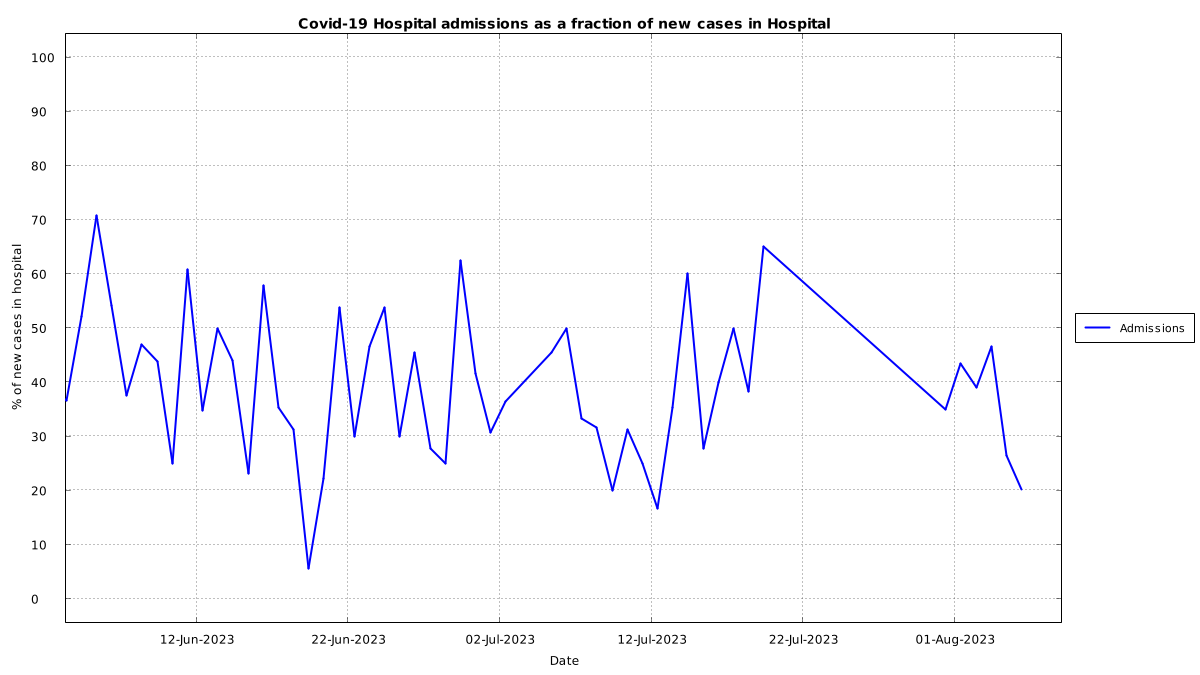 Covid-19 Hospital admissions as a fraction of new cases in Hospital
100
90
80
70
60
50
40
30
20
10
0
% of new cases in hospital
12-Jun-2023
22-Jun-2023
02-Jul-2023
12-Jul-2023
22-Jul-2023
01-Aug-2023
Date
Admissions